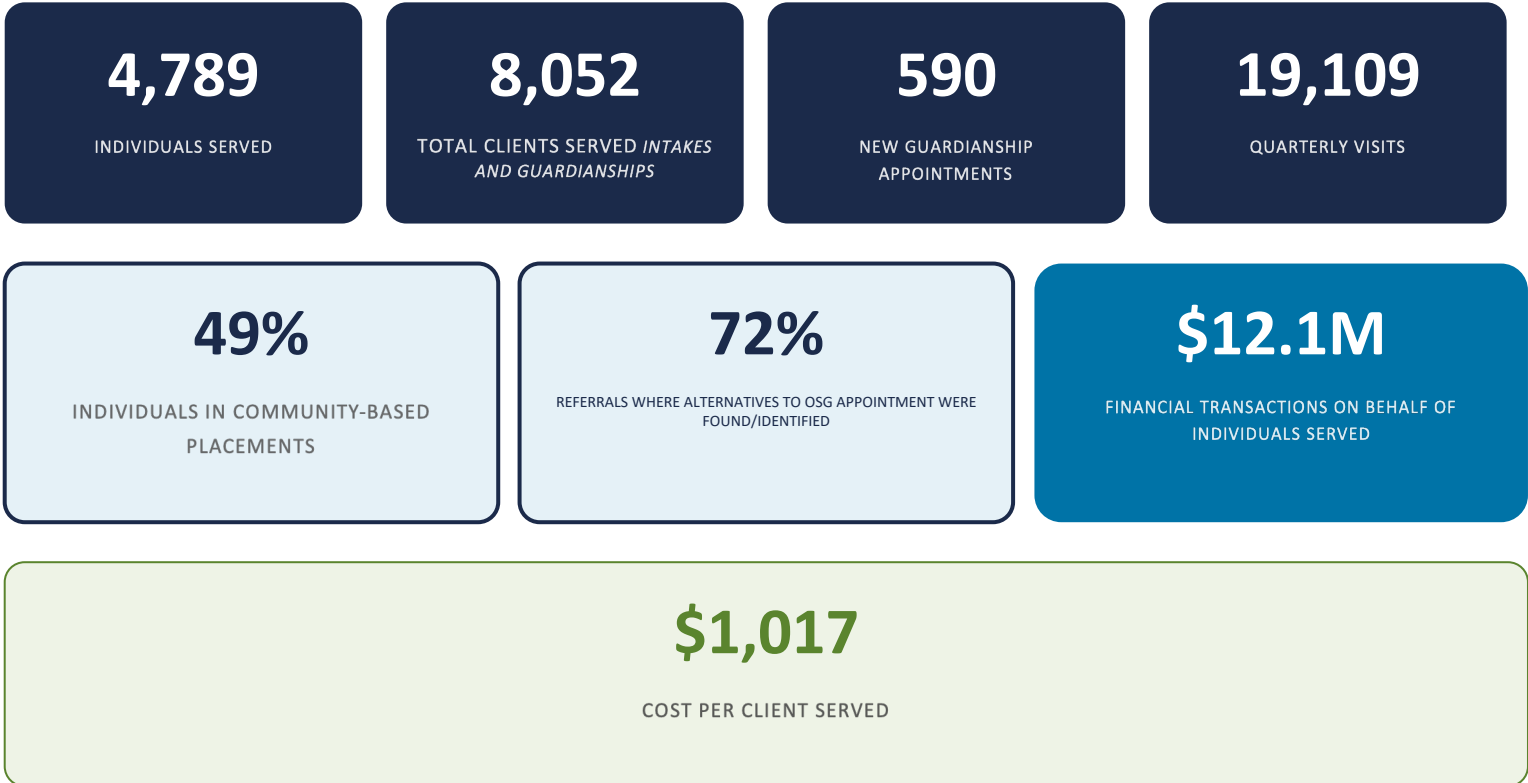 4,789
INDIVIDUALS SERVED
8,052
TOTAL CLIENTS SERVED INTAKES
AND GUARDIANSHIPS
590
NEW GUARDIANSHIP
APPOINTMENTS
19,109
QUARTERLY VISITS
49%
INDIVIDUALS IN COMMUNITY-BASED
PLACEMENTS
72%
REFERRALS WHERE ALTERNATIVES TO OSG APPOINTMENT WERE
FOUND/IDENTIFIED
$12.1M
FINANCIAL TRANSACTIONS ON BEHALF OF
INDIVIDUALS SERVED
$1,017
COST PER CLIENT SERVED